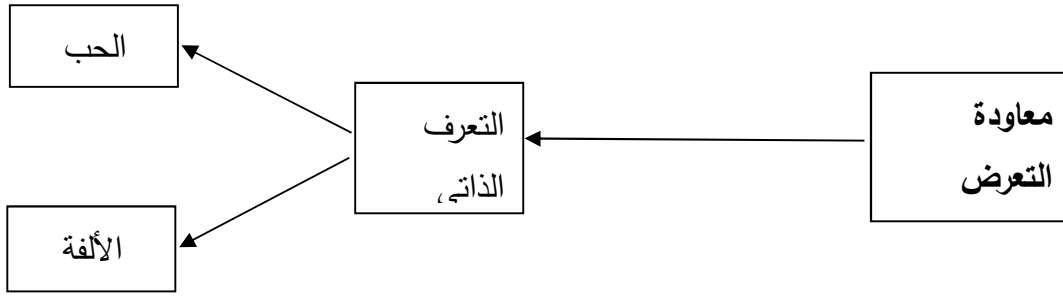 معاودة
التعرض
التعرف
الذاتي
الحب
الألفة